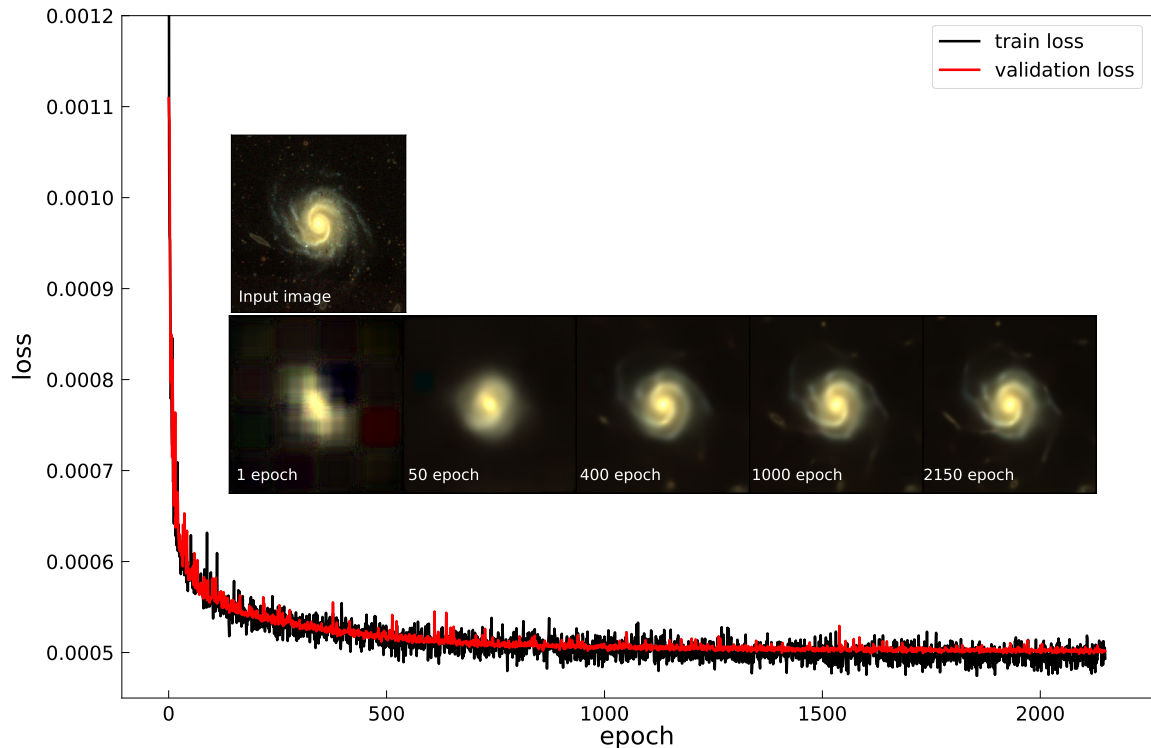 0.0012
train loss
validation loss
0.0011
0.0010
0.0009
Input image
loss
0.0008
0.0007
1 epoch
50 epoch
400 epoch
1000 epoch
2150 epoch
0.0006
0.0005
0
500
1000
1500
2000
epoch